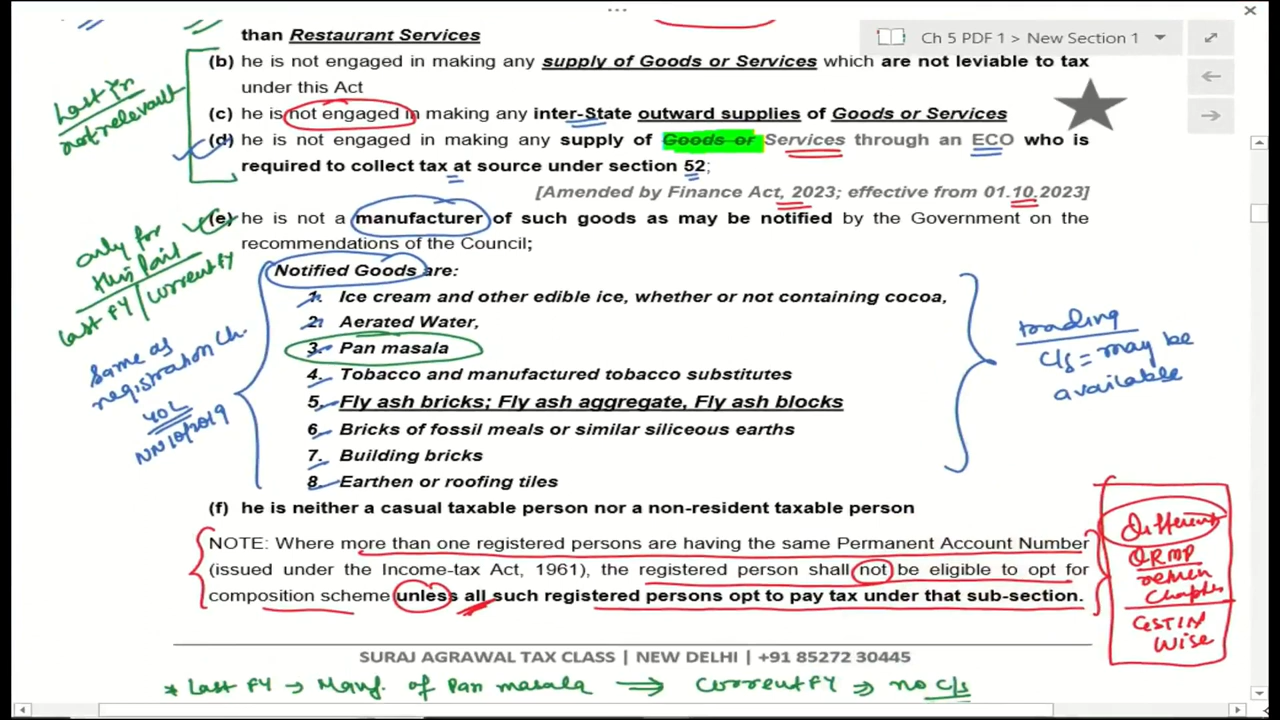 Ch 5 PDF 1 > New Section 1
than Restaurant Services
(b) he is not engaged in making any supply of Goods or Services which are not leviable to tax
under this Act
(c) he is not engaged in making any inter-State outward supplies of Goods or Services
(d) he is not engaged in making any supply of Goods or Services through an ECO who is
required to collect tax at source under section 52;
[Amended by Finance Act, 2023; effective from 01.10.2023]
(e) he is not a manufacturer of such goods as may be notified by the Government on the
recommendations of the Council;
Notified Goods are:
1. Ice cream and other edible ice, whether or not containing cocoa,
2. Aerated Water,
3. Pan masala
4. Tobacco and manufactured tobacco substitutes
5. Fly ash bricks; Fly ash aggregate, Fly ash blocks
6. Bricks of fossil meals or similar siliceous earths
7. Building bricks
8. Earthen or roofing tiles
(f) he is neither a casual taxable person nor a non-resident taxable person
NOTE: Where more than one registered persons are having the same Permanent Account Number
(issued under the Income-tax Act, 1961), the registered person shall not be eligible to opt for
composition scheme unless all such registered persons opt to pay tax under that sub-section.
Last FY
not relevant
only for
this point
last FY / current FY
Same as
registration Ch.
40L
NN 10/2019
trading
C/S = may be
available
Different
QRMP
Return
Chapter
GSTIN
Wise
SURAJ AGRAWAL TAX CLASS | NEW DELHI | +91 85272 30445
* Last FY → Manf. of Pan masala ⇒ Current FY ⇒ no C/S